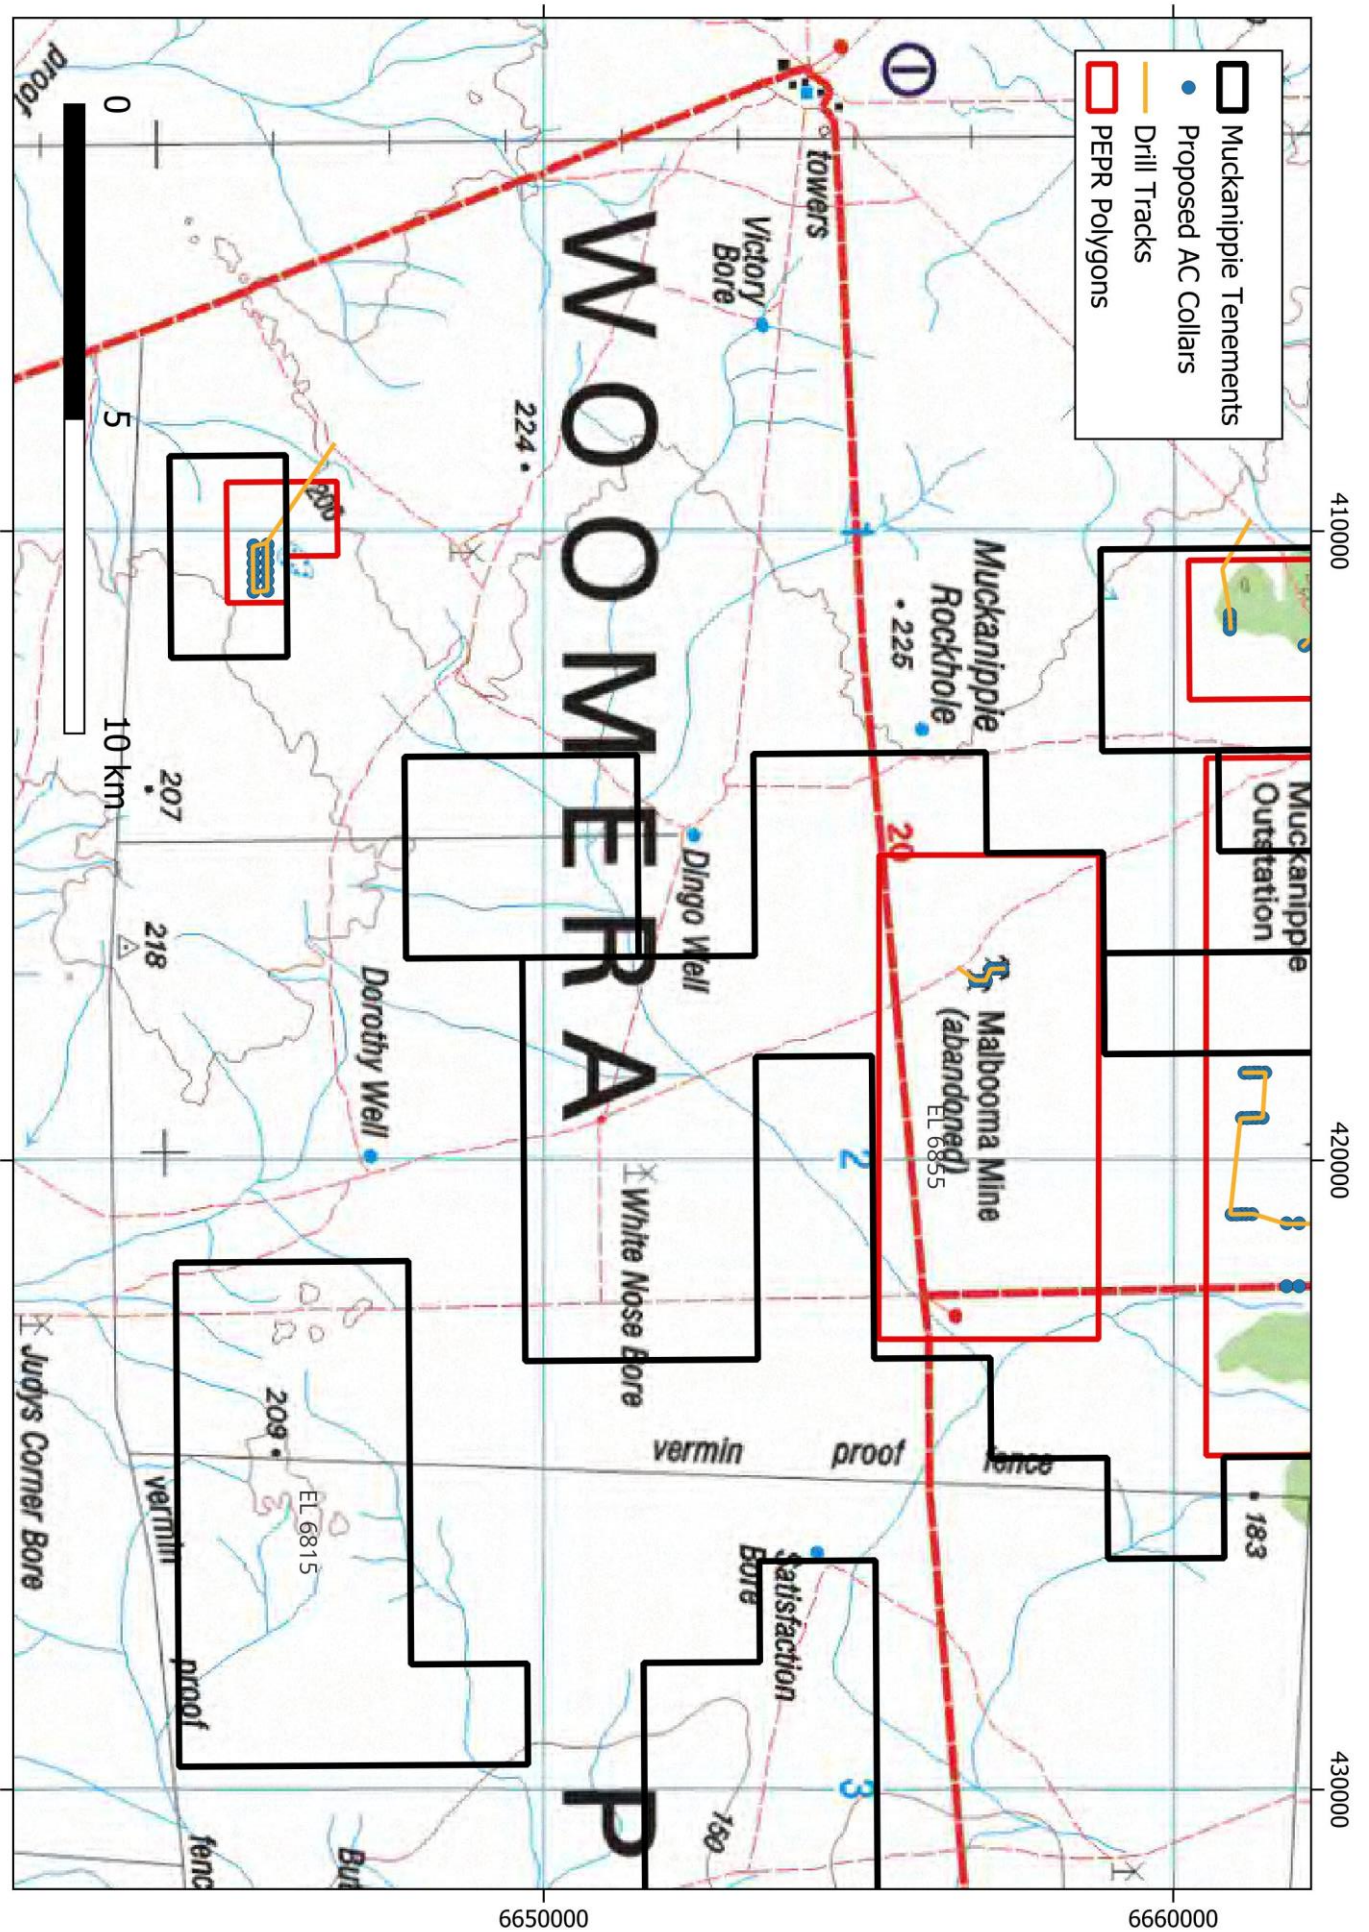 Muckanippie Tenements
Proposed AC Collars
Drill Tracks
PEPR Polygons
410000
420000
430000
6660000
6650000
Muckanippie
Outstation
183
Muckanippie
Rockhole
225
20
Malbooma Mine
(abandoned)
EL 6855
fence
proof
vermin
towers
Victory
Bore
1
2
3
Dingo Well
Satisfaction
Bore
150
WOOMERA
P
White Nose Bore
224
200
Dorothy Well
209
EL 6815
But
207
218
vermin
proof
fenc
Judys Corner Bore
proof
0
5
10 km